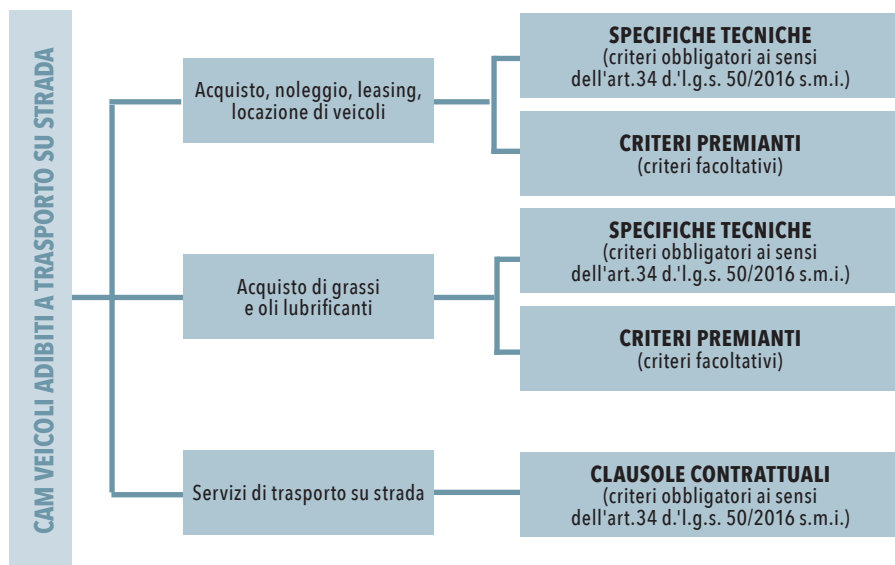 CAM VEICOLI ADIBITI A TRASPORTO SU STRADA
Acquisto, noleggio, leasing,
locazione di veicoli
SPECIFICHE TECNICHE
(criteri obbligatori ai sensi
dell'art.34 d.'l.g.s. 50/2016 s.m.i.)
CRITERI PREMIANTI
(criteri facoltativi)
Acquisto di grassi
e oli lubrificanti
SPECIFICHE TECNICHE
(criteri obbligatori ai sensi
dell'art.34 d.'l.g.s. 50/2016 s.m.i.)
CRITERI PREMIANTI
(criteri facoltativi)
Servizi di trasporto su strada
CLAUSOLE CONTRATTUALI
(criteri obbligatori ai sensi
dell'art.34 d.'l.g.s. 50/2016 s.m.i.)